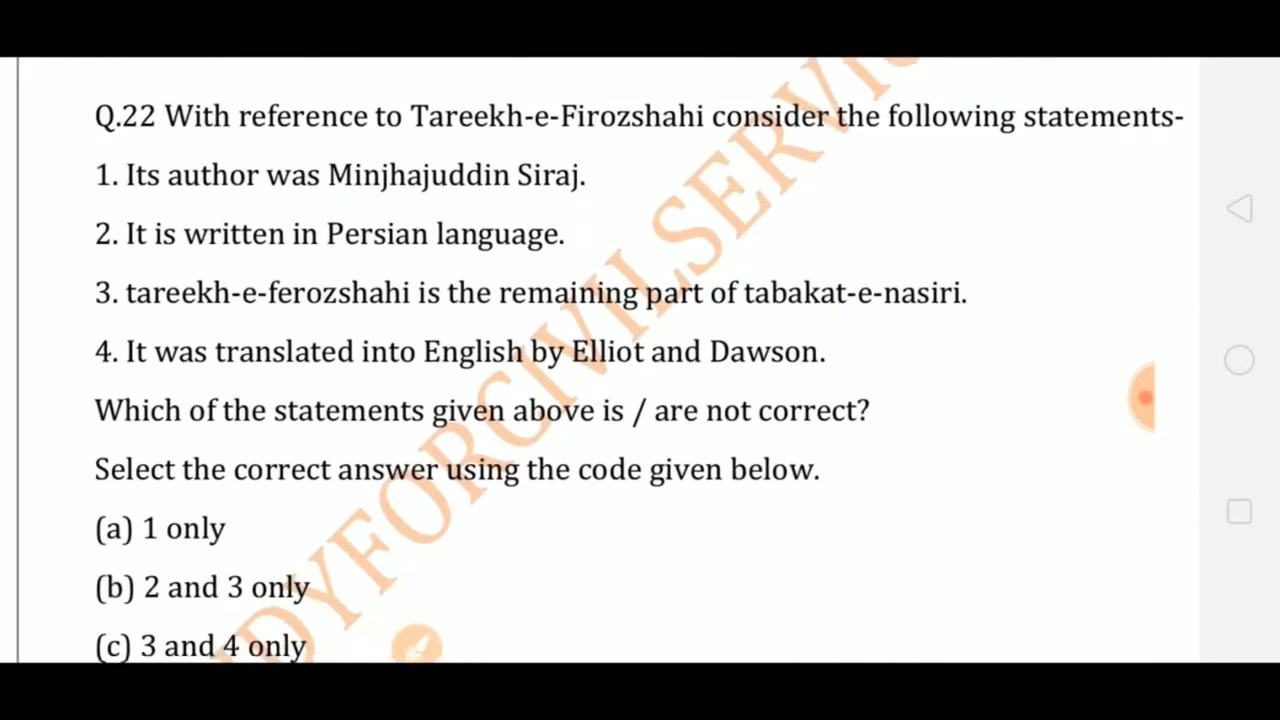 Q.22 With reference to Tareekh-e-Firozshahi consider the following statements-
1. Its author was Minjhajuddin Siraj.
2. It is written in Persian language.
3. tareekh-e-ferozshahi is the remaining part of tabakat-e-nasiri.
4. It was translated into English by Elliot and Dawson.
Which of the statements given above is / are not correct?
Select the correct answer using the code given below.
(a) 1 only
(b) 2 and 3 only
(c) 3 and 4 only
DYFORCIVILSERVIC